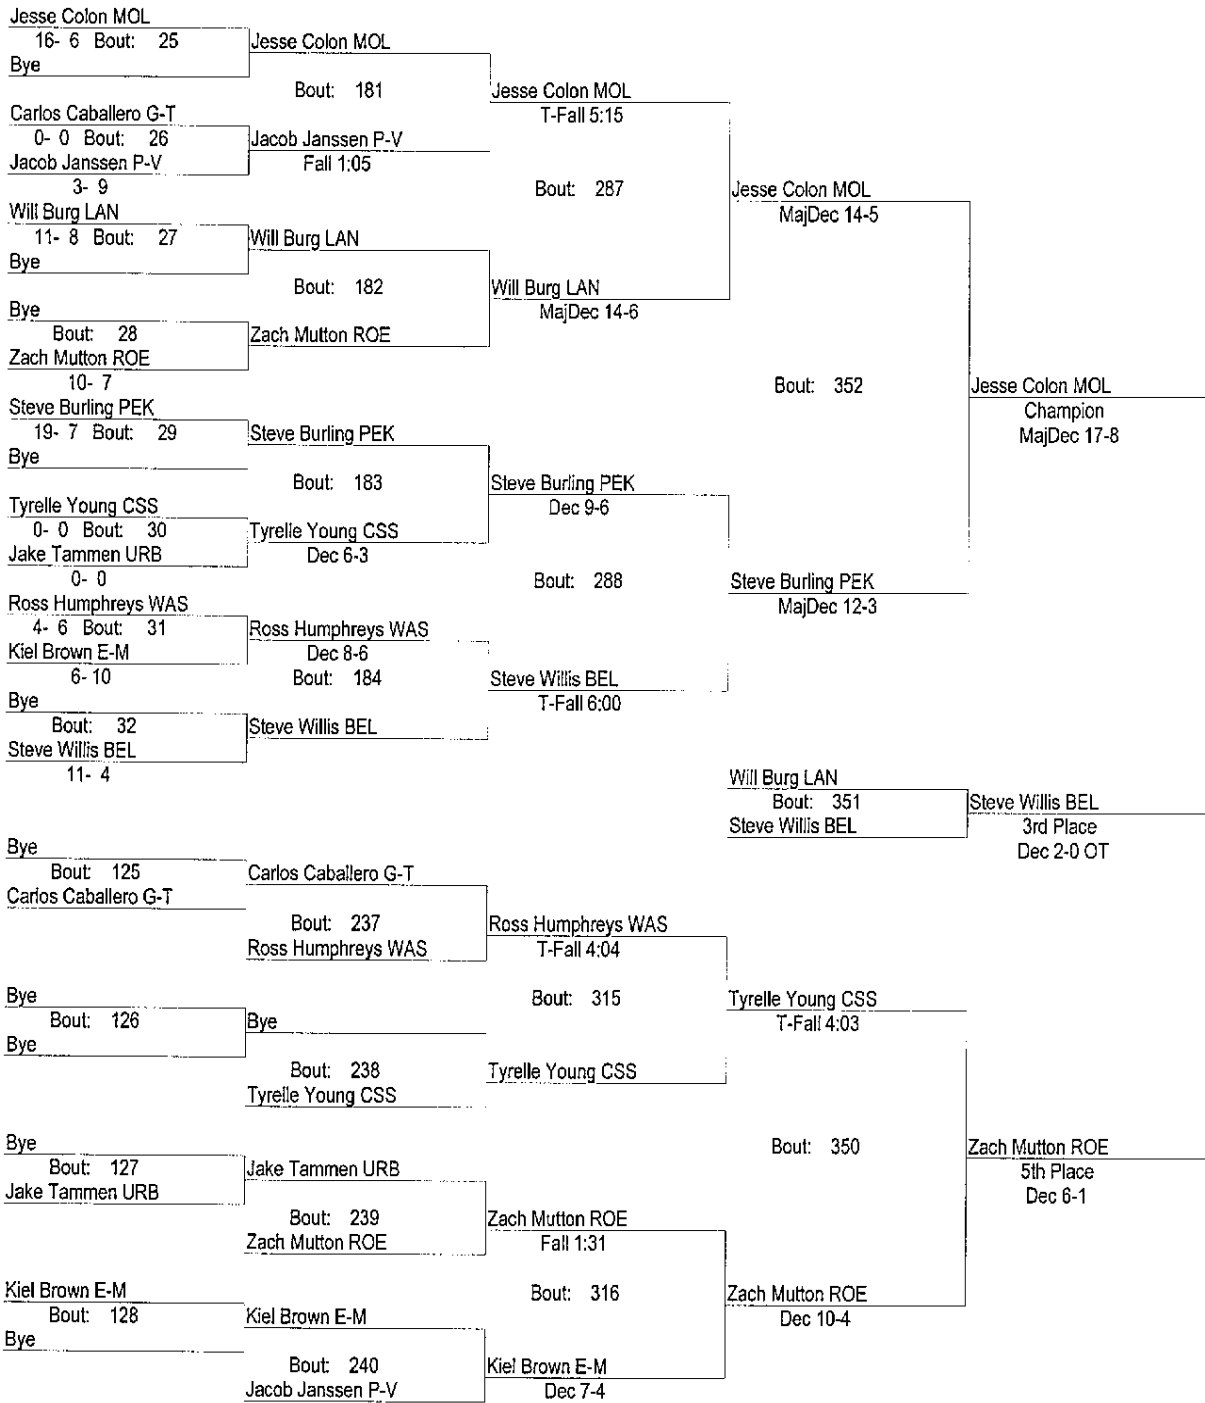 Jesse Colon MOL
16- 6 Bout: 25
Bye
Jesse Colon MOL
Bout: 181
Carlos Caballero G-T
0- 0 Bout: 26
Jacob Janssen P-V
3- 9
Jacob Janssen P-V
Fall 1:05
Jesse Colon MOL
T-Fall 5:15
Bout: 287
Will Burg LAN
11- 8 Bout: 27
Bye
Will Burg LAN
Bout: 182
Bye
Bout: 28
Zach Mutton ROE
10- 7
Zach Mutton ROE
Will Burg LAN
MajDec 14-6
Jesse Colon MOL
MajDec 14-5
Bout: 352
Steve Burling PEK
19- 7 Bout: 29
Bye
Steve Burling PEK
Bout: 183
Tyrelle Young CSS
0- 0 Bout: 30
Jake Tammen URB
0- 0
Tyrelle Young CSS
Dec 6-3
Steve Burling PEK
Dec 9-6
Bout: 288
Ross Humphreys WAS
4- 6 Bout: 31
Kiel Brown E-M
6- 10
Ross Humphreys WAS
Dec 8-6
Bout: 184
Bye
Bout: 32
Steve Willis BEL
11- 4
Steve Willis BEL
Steve Willis BEL
T-Fall 6:00
Steve Burling PEK
MajDec 12-3
Jesse Colon MOL
Champion
MajDec 17-8
Will Burg LAN
Bout: 351
Steve Willis BEL
Steve Willis BEL
3rd Place
Dec 2-0 OT
Bye
Bout: 125
Carlos Caballero G-T
Carlos Caballero G-T
Bout: 237
Ross Humphreys WAS
Ross Humphreys WAS
T-Fall 4:04
Bout: 315
Bye
Bout: 126
Bye
Bye
Bout: 238
Tyrelle Young CSS
Tyrelle Young CSS
Tyrelle Young CSS
T-Fall 4:03
Bout: 350
Bye
Bout: 127
Jake Tammen URB
Jake Tammen URB
Bout: 239
Zach Mutton ROE
Zach Mutton ROE
Fall 1:31
Bout: 316
Kiel Brown E-M
Bout: 128
Bye
Kiel Brown E-M
Bout: 240
Jacob Janssen P-V
Kiel Brown E-M
Dec 7-4
Zach Mutton ROE
Dec 10-4
Zach Mutton ROE
5th Place
Dec 6-1